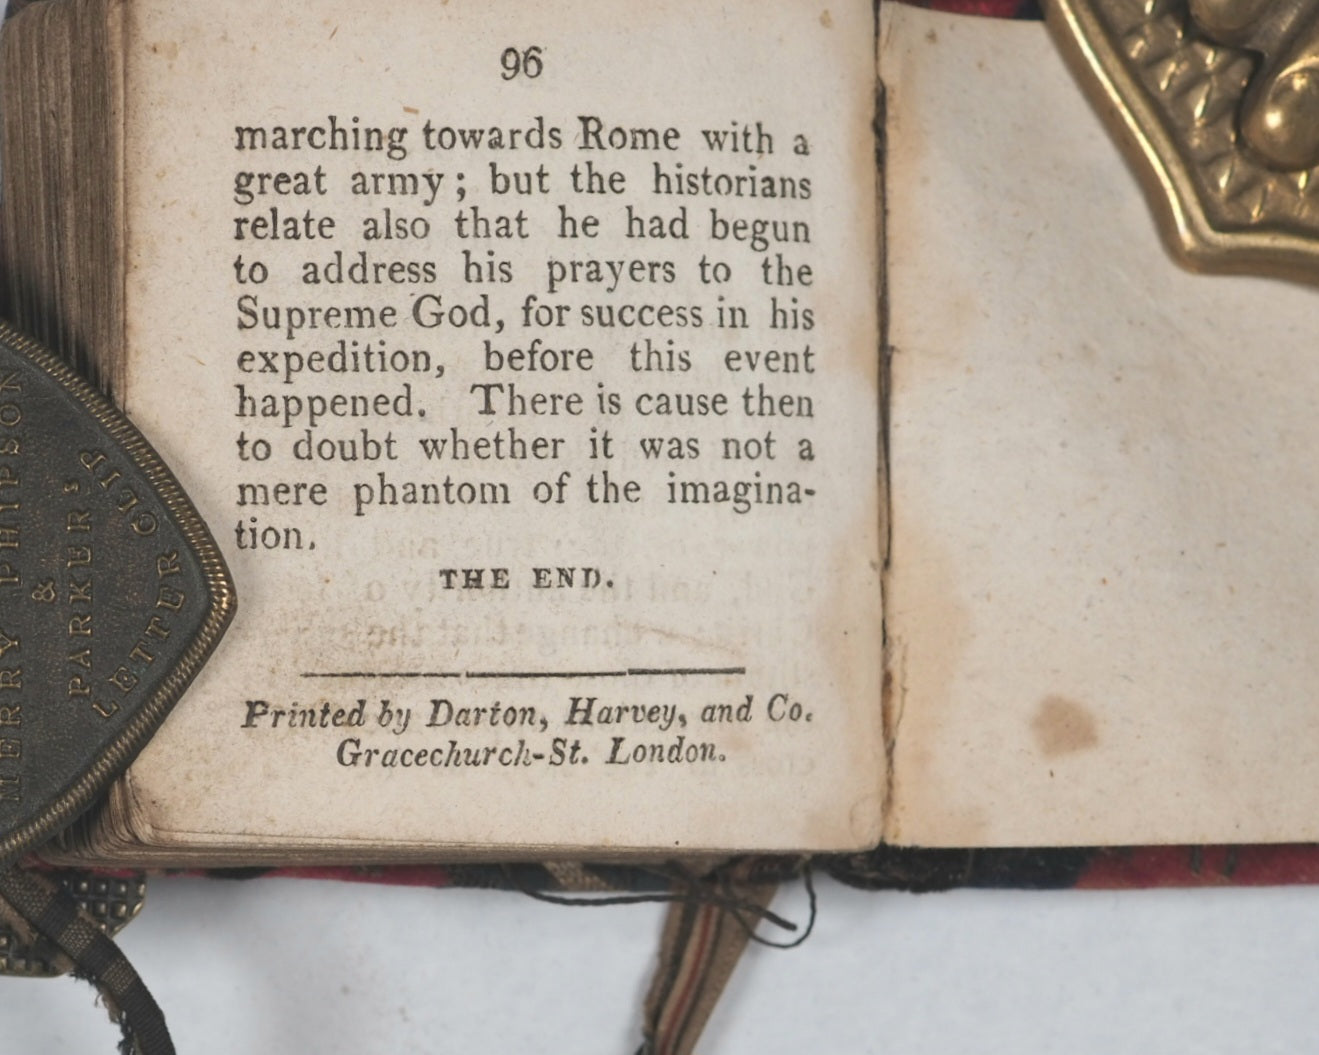 96
marching towards Rome with a
great army; but the historians
relate also that he had begun
to address his prayers to the
Supreme God, for success in his
expedition, before this event
happened. There is cause then
to doubt whether it was not a
mere phantom of the imagina-
tion.
THE END.
Printed by Darton, Harvey, and Co.
Gracechurch-St. London.
MERRY PHIPSON
&
PARKERS
LETTER CLIP